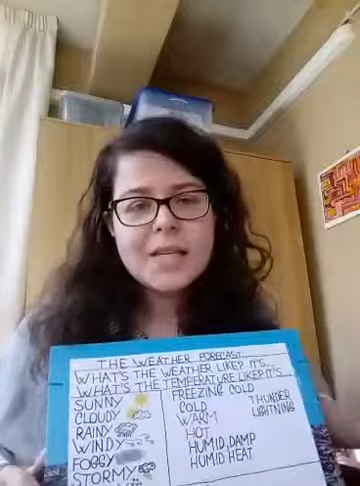 THE WEATHER FORECAST
WHAT'S THE WEATHER LIKE? IT'S...
WHAT'S THE TEMPERATURE LIKE? IT'S...
SUNNY
CLOUDY
RAINY
WINDY
FOGGY
STORMY
FREEZING COLD
COLD
WARM
HOT
HUMID, DAMP
HUMID HEAT
THUNDER
LIGHTNING